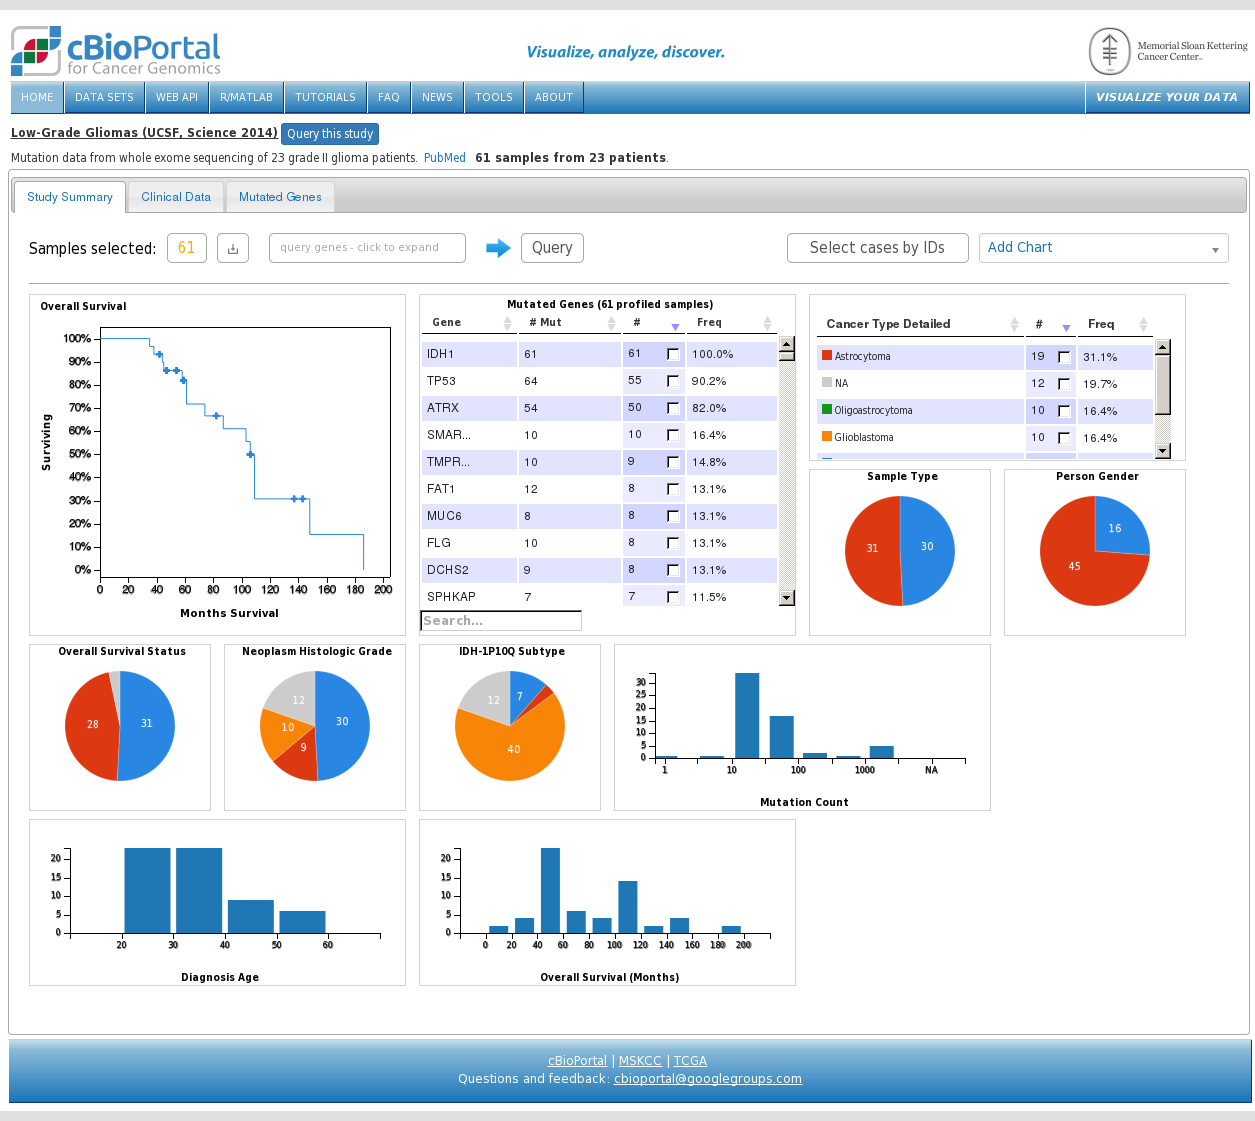 cBioPortal
for Cancer Genomics
Visualize, analyze, discover.
Memorial Sloan Kettering
Cancer Center
HOME DATA SETS WEB API R/MATLAB TUTORIALS FAQ NEWS TOOLS ABOUT VISUALIZE YOUR DATA
Low-Grade Gliomas (UCSF, Science 2014) Query this study
Mutation data from whole exome sequencing of 23 grade II glioma patients. PubMed 61 samples from 23 patients.
Study Summary Clinical Data Mutated Genes
Samples selected: 61 query genes - click to expand Query Select cases by IDs Add Chart
Overall Survival
100%
90%
80%
70%
60%
50%
40%
30%
20%
10%
0%
Surviving
0 20 40 60 80 100 120 140 160 180 200
Months Survival
Mutated Genes (61 profiled samples)
Gene # Mut # Freq
IDH1 61 61 100.0%
TP53 64 55 90.2%
ATRX 54 50 82.0%
SMAR... 10 10 16.4%
TMPR... 10 9 14.8%
FAT1 12 8 13.1%
MUC6 8 8 13.1%
FLG 10 8 13.1%
DCHS2 9 8 13.1%
SPHKAP 7 7 11.5%
Search...
Cancer Type Detailed # Freq
Astrocytoma 19 31.1%
NA 12 19.7%
Oligoastrocytoma 10 16.4%
Glioblastoma 10 16.4%
Sample Type
31 30
Person Gender
16
45
Overall Survival Status
28 31
Neoplasm Histologic Grade
12 30
10
9
IDH-1P10Q Subtype
12 7
40
30
25
20
15
10
5
0
1 10 100 1000 NA
Mutation Count
20
15
10
5
0
20 30 40 50 60
Diagnosis Age
20
15
10
5
0
0 20 40 60 80 100 120 140 160 180 200
Overall Survival (Months)
cBioPortal | MSKCC | TCGA
Questions and feedback: cbioportal@googlegroups.com